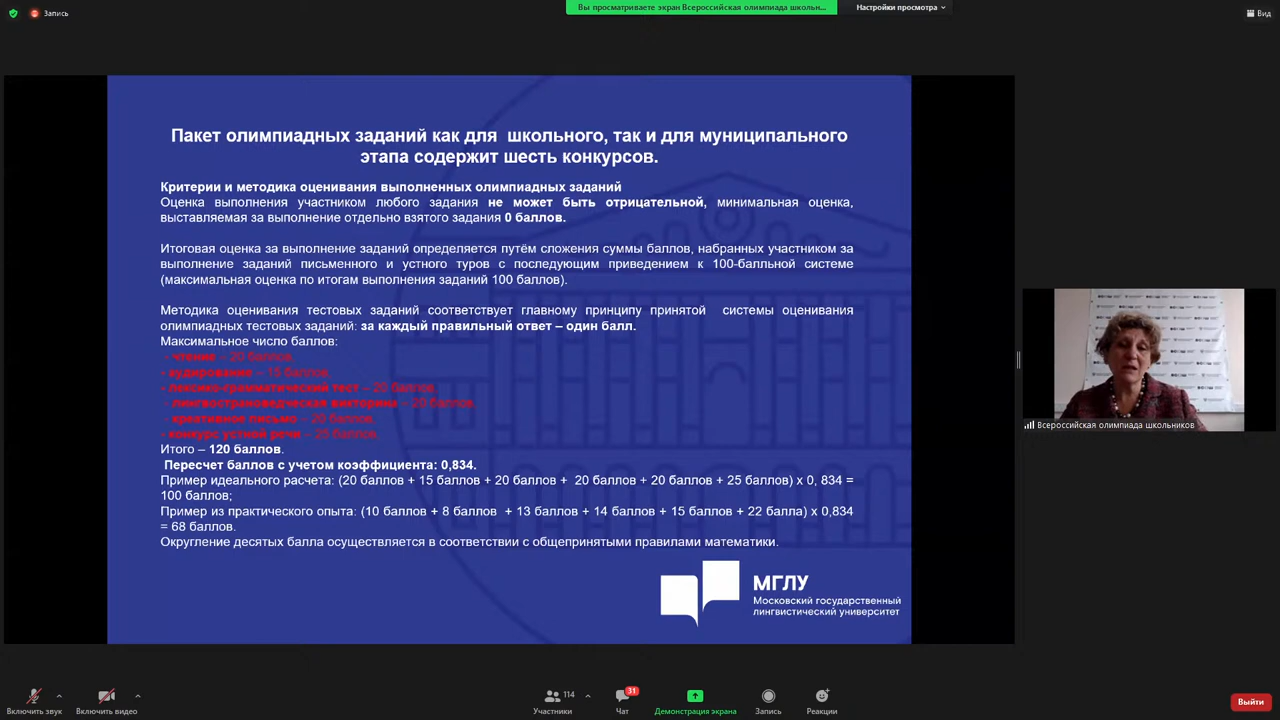 Запись
Вы просматриваете экран Всероссийская олимпиада школьн...
Настройки просмотра
Вид
Пакет олимпиадных заданий как для школьного, так и для муниципального
этапа содержит шесть конкурсов.
Критерии и методика оценивания выполненных олимпиадных заданий
Оценка выполнения участником любого задания не может быть отрицательной, минимальная оценка,
выставляемая за выполнение отдельно взятого задания 0 баллов.
Итоговая оценка за выполнение заданий определяется путём сложения суммы баллов, набранных участником за
выполнение заданий письменного и устного туров с последующим приведением к 100-балльной системе
(максимальная оценка по итогам выполнения заданий 100 баллов).
Методика оценивания тестовых заданий соответствует главному принципу принятой системы оценивания
олимпиадных тестовых заданий: за каждый правильный ответ – один балл.
Максимальное число баллов:
- чтение – 20 баллов
- аудирование – 15 баллов
- лексико-грамматический тест – 20 баллов
- лингвострановедческая викторина – 20 баллов
- креативное письмо – 20 баллов,
- конкурс устной речи – 25 баллов
Итого – 120 баллов.
Пересчет баллов с учетом коэффициента: 0,834.
Пример идеального расчета: (20 баллов + 15 баллов + 20 баллов + 20 баллов + 20 баллов + 25 баллов) х 0, 834 =
100 баллов;
Пример из практического опыта: (10 баллов + 8 баллов + 13 баллов + 14 баллов + 15 баллов + 22 балла) х 0,834
= 68 баллов.
Округление десятых балла осуществляется в соответствии с общепринятыми правилами математики.
МГЛУ
Московский государственный
лингвистический университет
Всероссийская олимпиада школьников
Включить звук
Включить видео
114
Участники
31
Чат
Демонстрация экрана
Запись
Реакции
Выйти